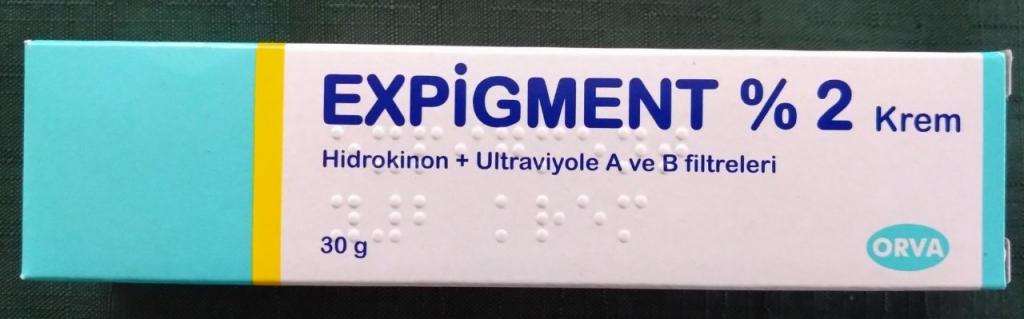 EXPİGMENT % 2 Krem
Hidrokinon + Ultraviyole A ve B filtreleri
30 g
ORVA